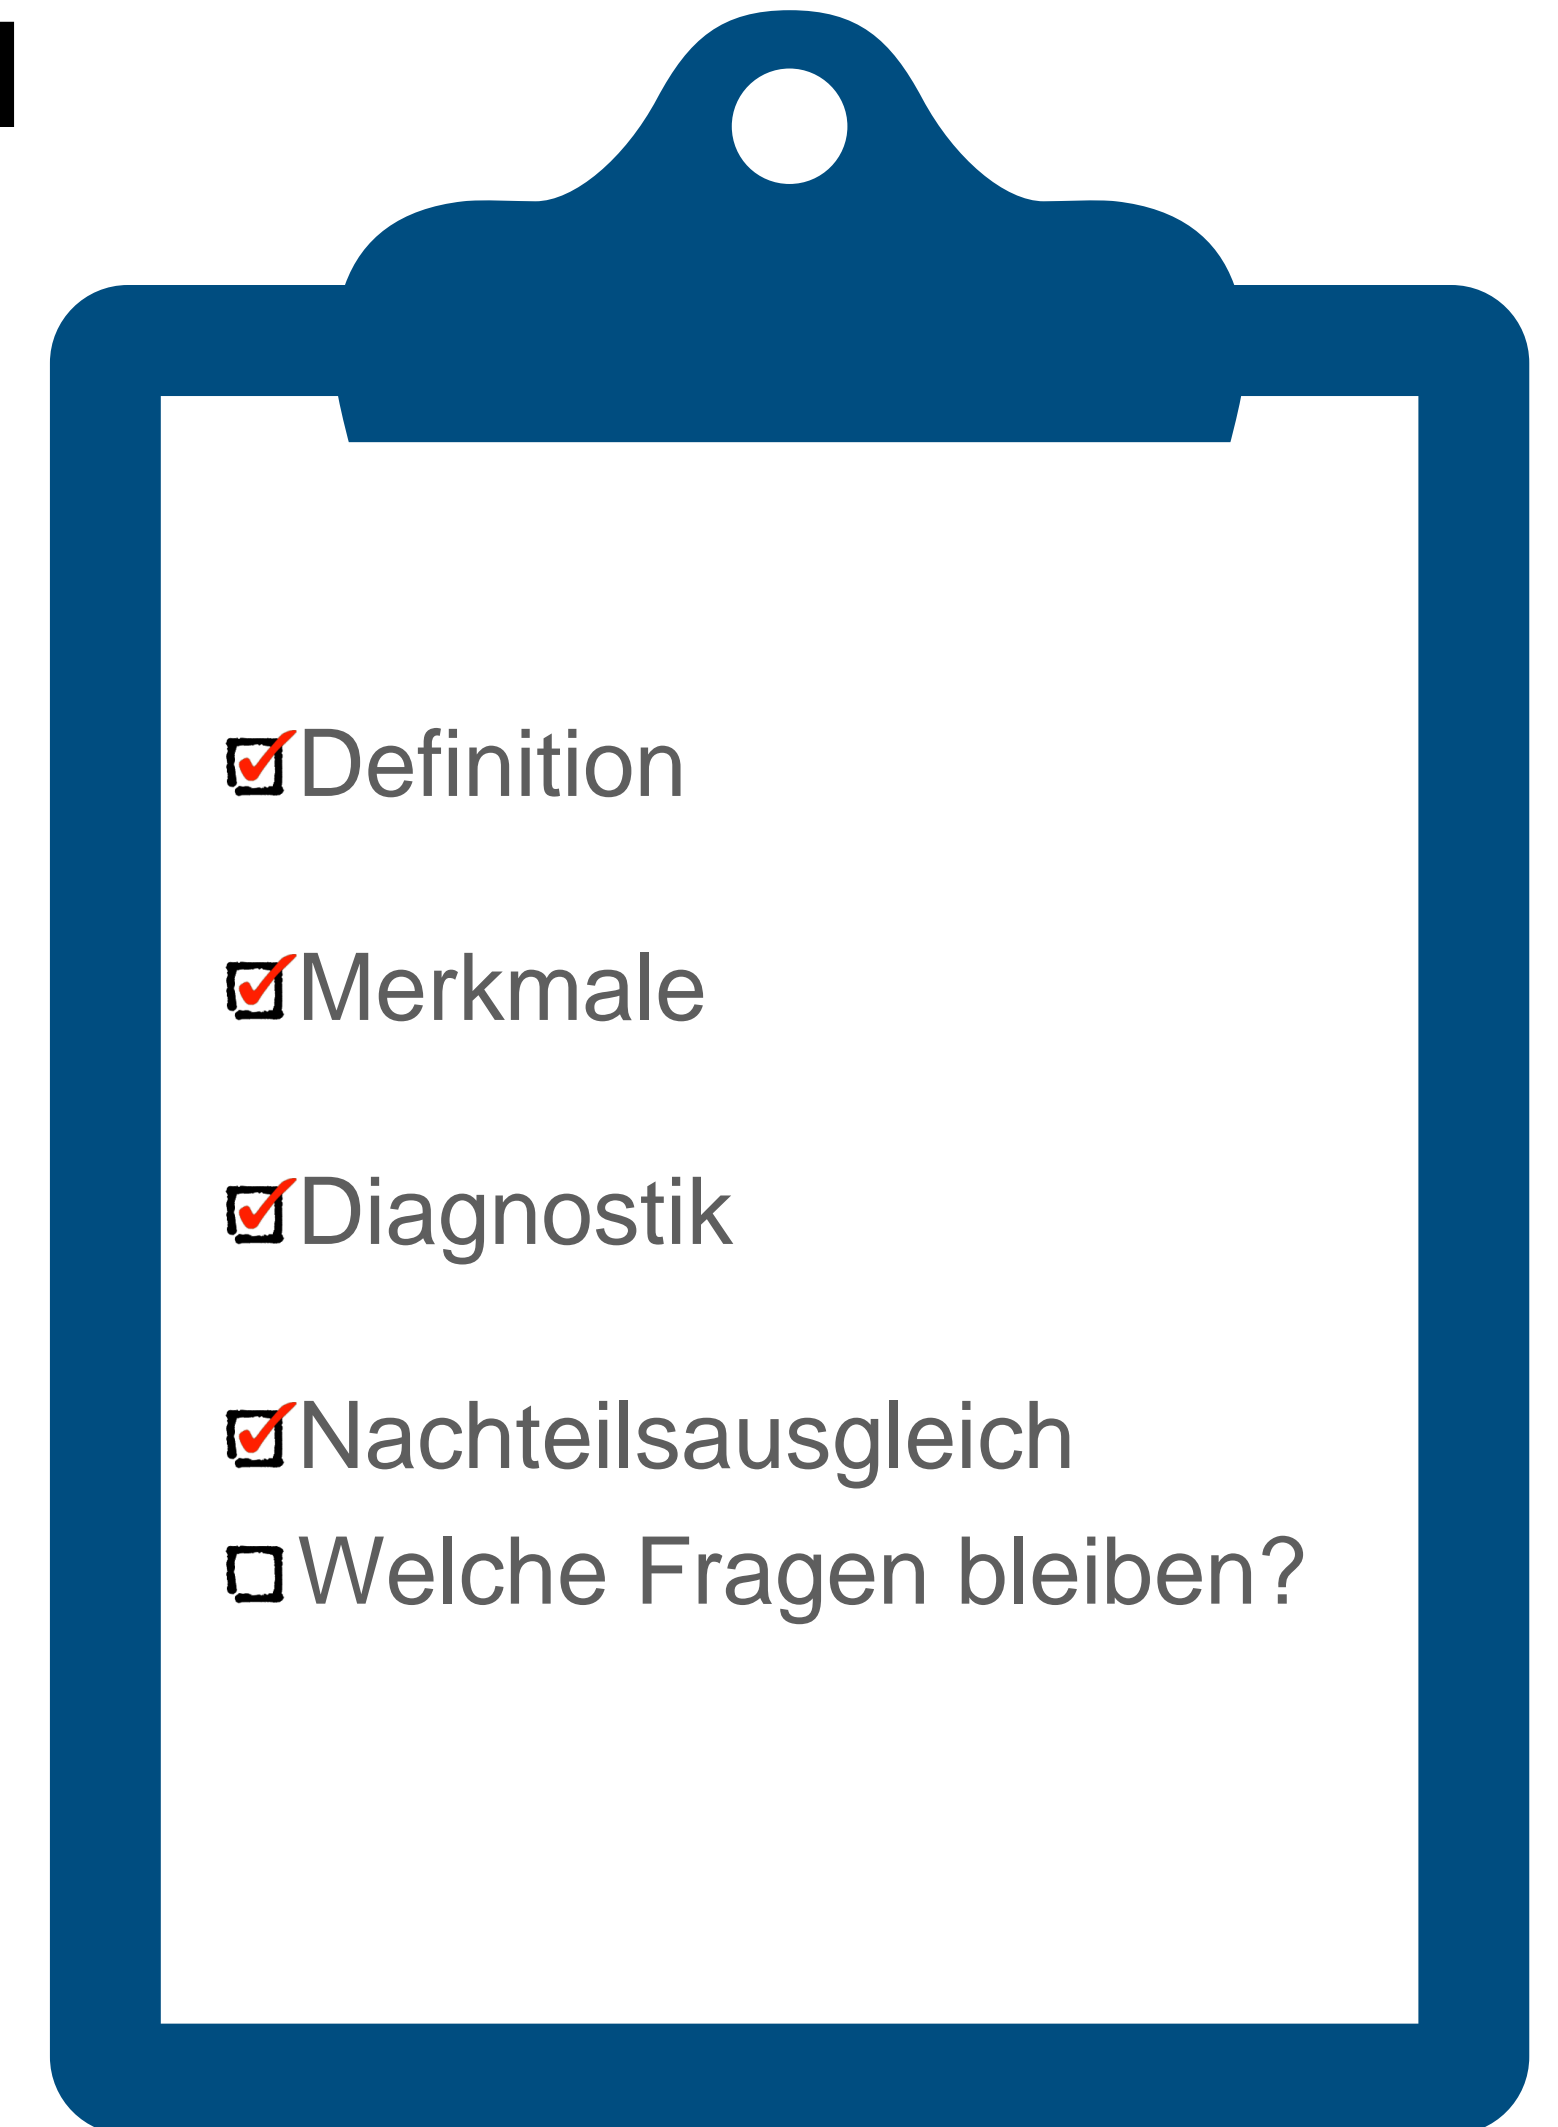 Definition
Merkmale
Diagnostik
Nachteilsausgleich
Welche Fragen bleiben?